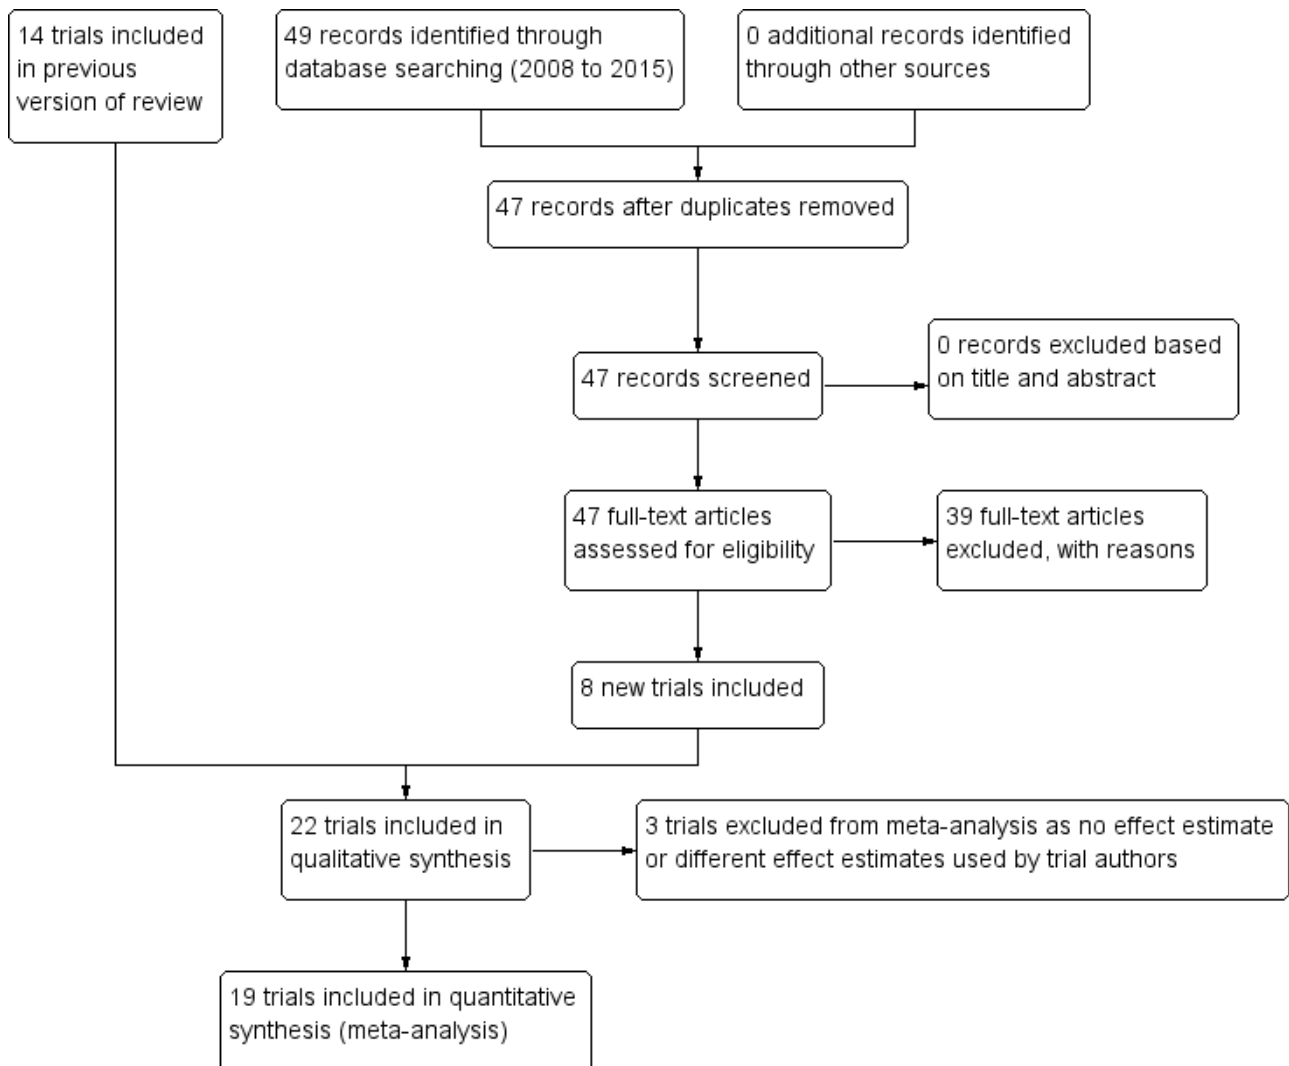 14 trials included
in previous
version of review
49 records identified through
database searching (2008 to 2015)
0 additional records identified
through other sources
47 records after duplicates removed
47 records screened
0 records excluded based
on title and abstract
47 full-text articles
assessed for eligibility
39 full-text articles
excluded, with reasons
8 new trials included
22 trials included in
qualitative synthesis
3 trials excluded from meta-analysis as no effect estimate
or different effect estimates used by trial authors
19 trials included in quantitative
synthesis (meta-analysis)